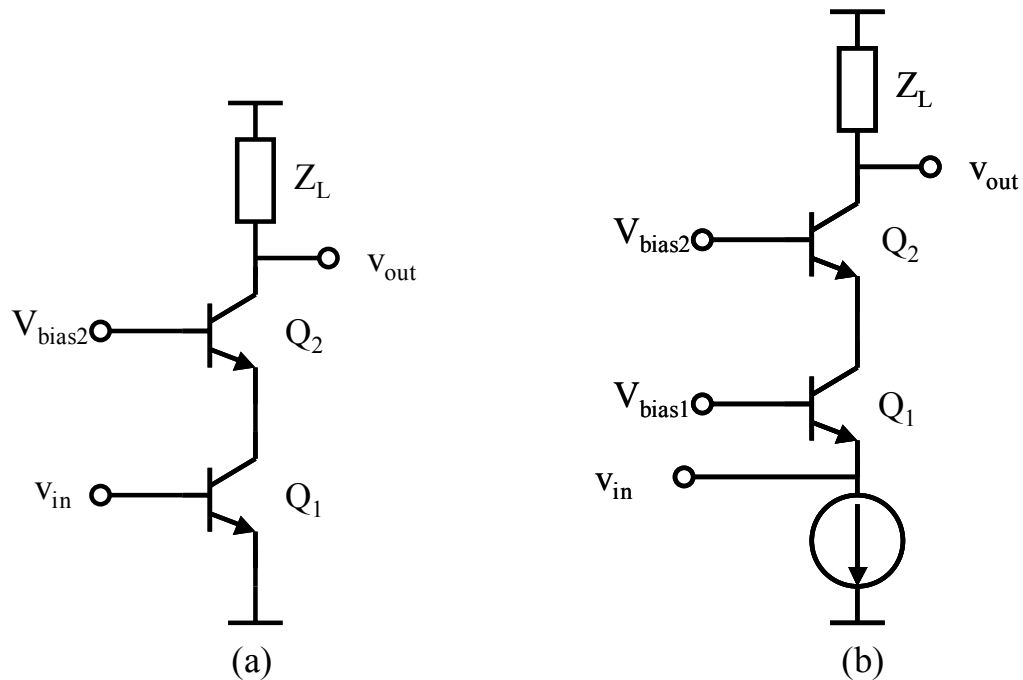 Z_L
v_out
V_bias2
Q_2
v_in
Q_1
(a)
Z_L
v_out
V_bias2
Q_2
V_bias1
Q_1
v_in
(b)